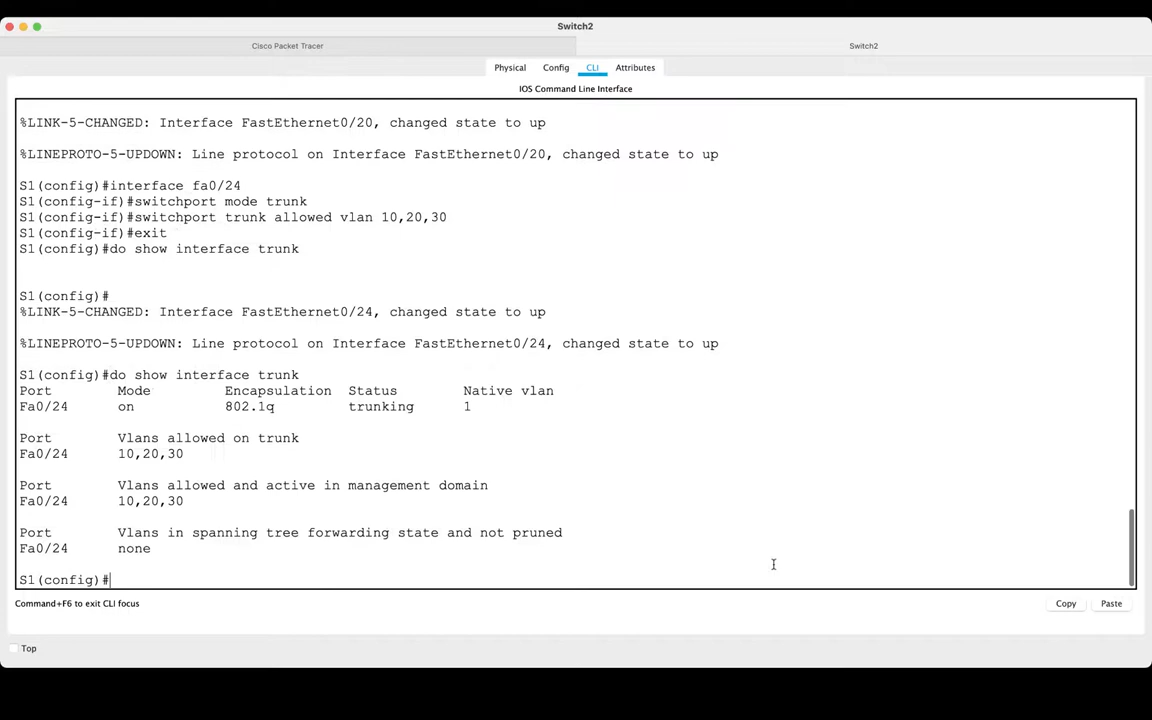 Switch2
Cisco Packet Tracer
Switch2
Physical
Config
CLI
Attributes
IOS Command Line Interface
%LINK-5-CHANGED: Interface FastEthernet0/20, changed state to up
%LINEPROTO-5-UPDOWN: Line protocol on Interface FastEthernet0/20, changed state to up
S1(config)#interface fa0/24
S1(config-if)#switchport mode trunk
S1(config-if)#switchport trunk allowed vlan 10,20,30
S1(config-if)#exit
S1(config)#do show interface trunk
S1(config)#
%LINK-5-CHANGED: Interface FastEthernet0/24, changed state to up
%LINEPROTO-5-UPDOWN: Line protocol on Interface FastEthernet0/24, changed state to up
S1(config)#do show interface trunk
Port Mode Encapsulation Status Native vlan
Fa0/24 on 802.1q trunking 1
Port Vlans allowed on trunk
Fa0/24 10,20,30
Port Vlans allowed and active in management domain
Fa0/24 10,20,30
Port Vlans in spanning tree forwarding state and not pruned
Fa0/24 none
S1(config)#
Command+F6 to exit CLI focus
Copy
Paste
Top